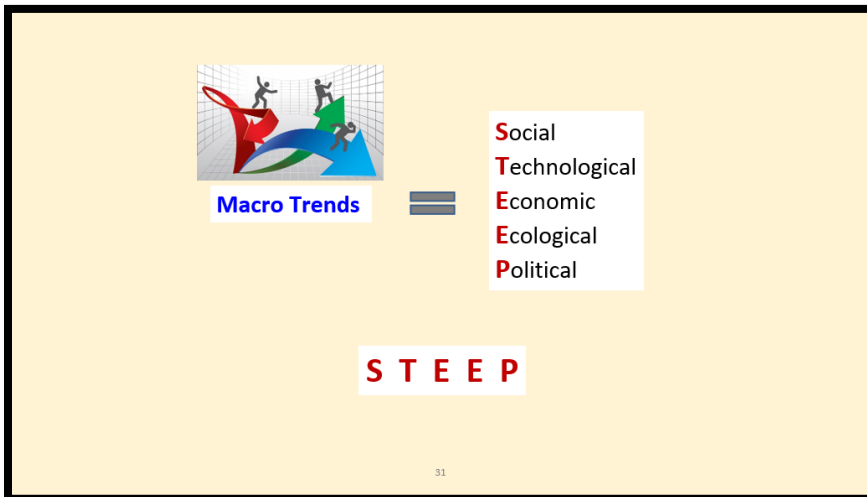 Macro Trends
Social
Technological
Economic
Ecological
Political
S T E E P
31